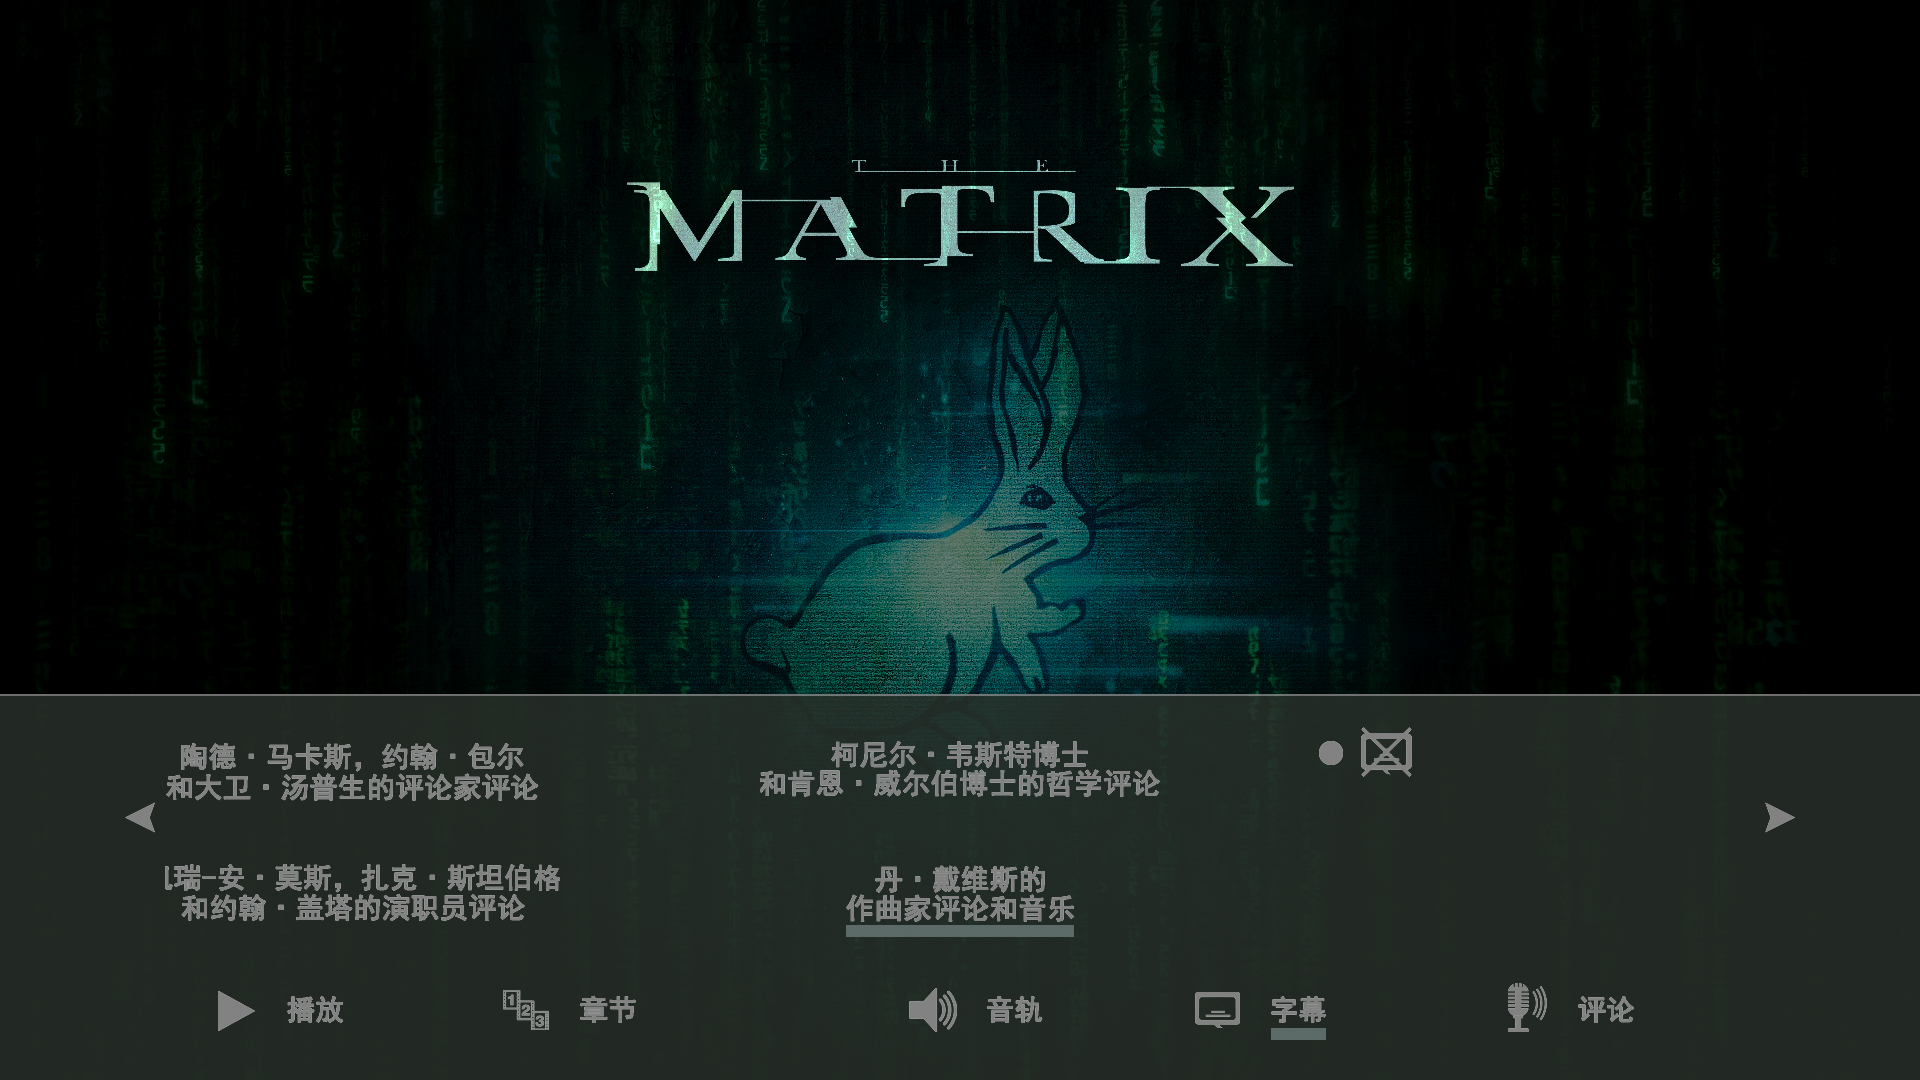 THE
MATRIX
陶德·马卡斯，约翰·包尔
和大卫·汤普生的评论家评论
柯尼尔·韦斯特博士
和肯恩·威尔伯博士的哲学评论
瑞-安·莫斯，扎克·斯坦伯格
和约翰·盖塔的演职员评论
丹·戴维斯的
作曲家评论和音乐
播放
123
章节
音轨
字幕
评论